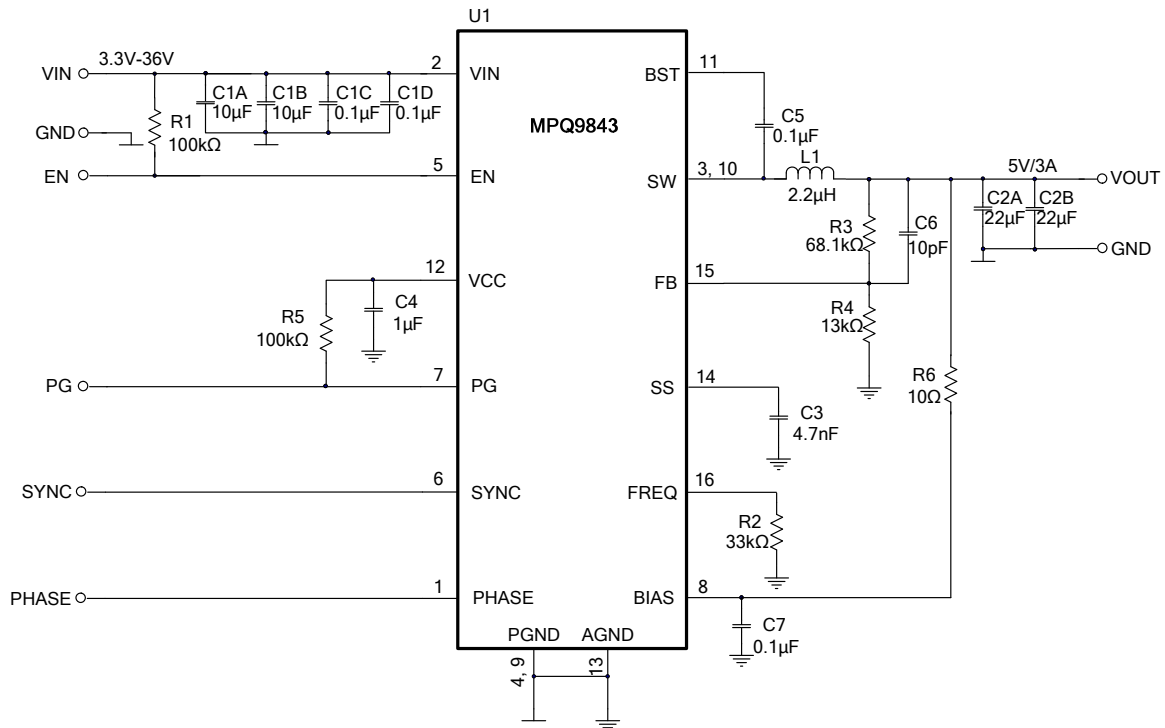 U1
VIN
3.3V-36V
2
VIN
BST
11
C1A
10µF
C1B
10µF
C1C
0.1µF
C1D
0.1µF
GND
R1
100kΩ
MPQ9843
C5
0.1µF
L1
2.2µH
EN
5
EN
SW
3, 10
5V/3A
VOUT
C2A
22µF
C2B
22µF
R3
68.1kΩ
C6
10pF
GND
12
VCC
FB
15
R5
100kΩ
C4
1µF
R4
13kΩ
PG
7
PG
SS
14
R6
10Ω
C3
4.7nF
SYNC
6
SYNC
FREQ
16
R2
33kΩ
PHASE
1
PHASE
BIAS
8
C7
0.1µF
PGND
AGND
4, 9
13